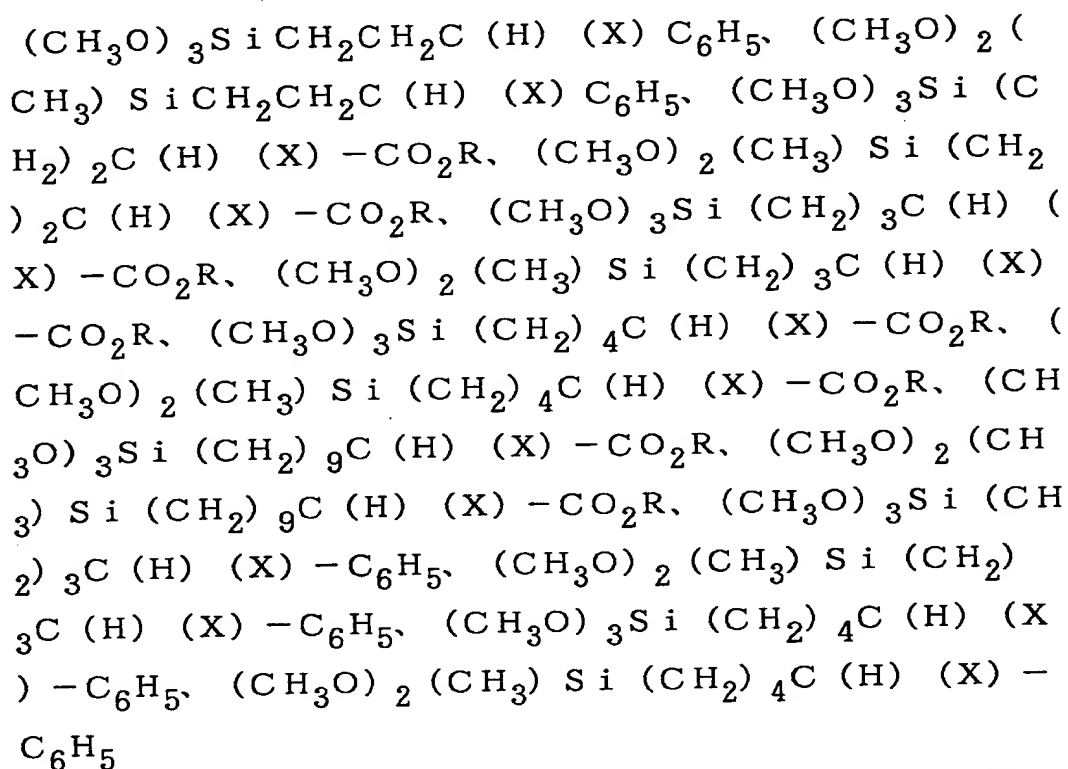 (CH₃O)₃SiCH₂CH₂C(H)(X)C₆H₅、(CH₃O)₂(
CH₃)SiCH₂CH₂C(H)(X)C₆H₅、(CH₃O)₃Si(C
H₂)₂C(H)(X)−CO₂R、(CH₃O)₂(CH₃)Si(CH₂
)₂C(H)(X)−CO₂R、(CH₃O)₃Si(CH₂)₃C(H)(
X)−CO₂R、(CH₃O)₂(CH₃)Si(CH₂)₃C(H)(X)
−CO₂R、(CH₃O)₃Si(CH₂)₄C(H)(X)−CO₂R、(
CH₃O)₂(CH₃)Si(CH₂)₄C(H)(X)−CO₂R、(CH
₃O)₃Si(CH₂)₉C(H)(X)−CO₂R、(CH₃O)₂(CH
₃)Si(CH₂)₉C(H)(X)−CO₂R、(CH₃O)₃Si(CH
₂)₃C(H)(X)−C₆H₅、(CH₃O)₂(CH₃)Si(CH₂)
₃C(H)(X)−C₆H₅、(CH₃O)₃Si(CH₂)₄C(H)(X
)−C₆H₅、(CH₃O)₂(CH₃)Si(CH₂)₄C(H)(X)−
C₆H₅